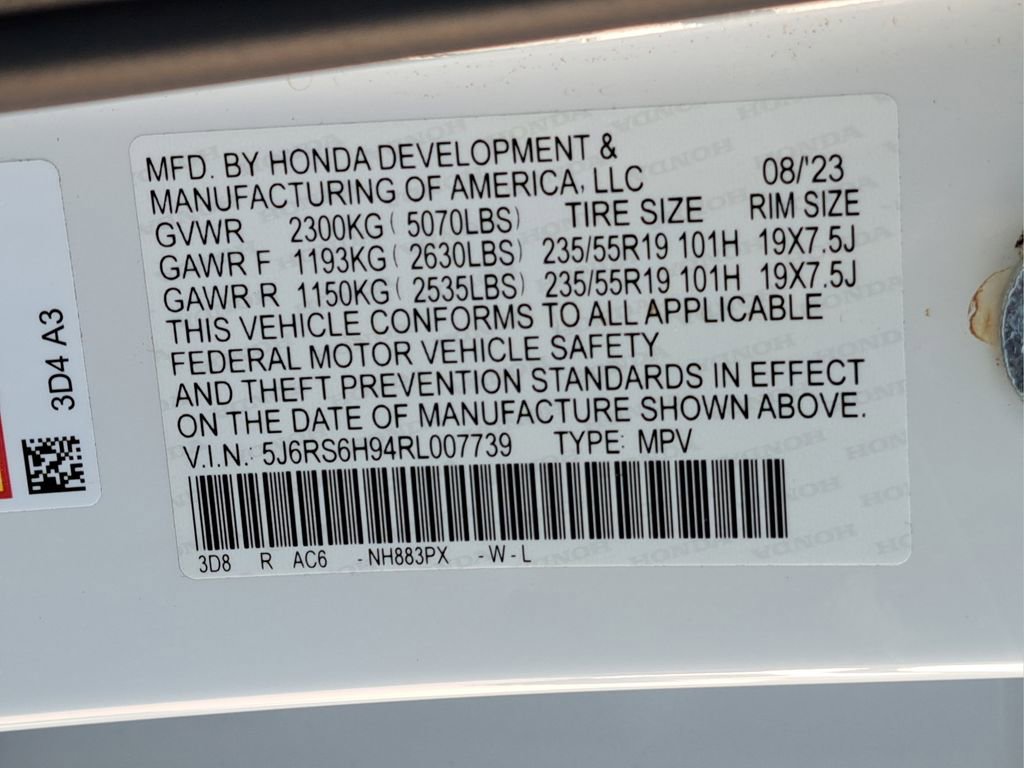 MFD. BY HONDA DEVELOPMENT &
MANUFACTURING OF AMERICA, LLC 08/'23
GVWR 2300KG ( 5070LBS) TIRE SIZE RIM SIZE
GAWR F 1193KG ( 2630LBS) 235/55R19 101H 19X7.5J
GAWR R 1150KG ( 2535LBS) 235/55R19 101H 19X7.5J
THIS VEHICLE CONFORMS TO ALL APPLICABLE
FEDERAL MOTOR VEHICLE SAFETY
AND THEFT PREVENTION STANDARDS IN EFFECT
ON THE DATE OF MANUFACTURE SHOWN ABOVE.
V.I.N.: 5J6RS6H94RL007739 TYPE: MPV
3D8 R AC6 -NH883PX -W-L
3D4 A3